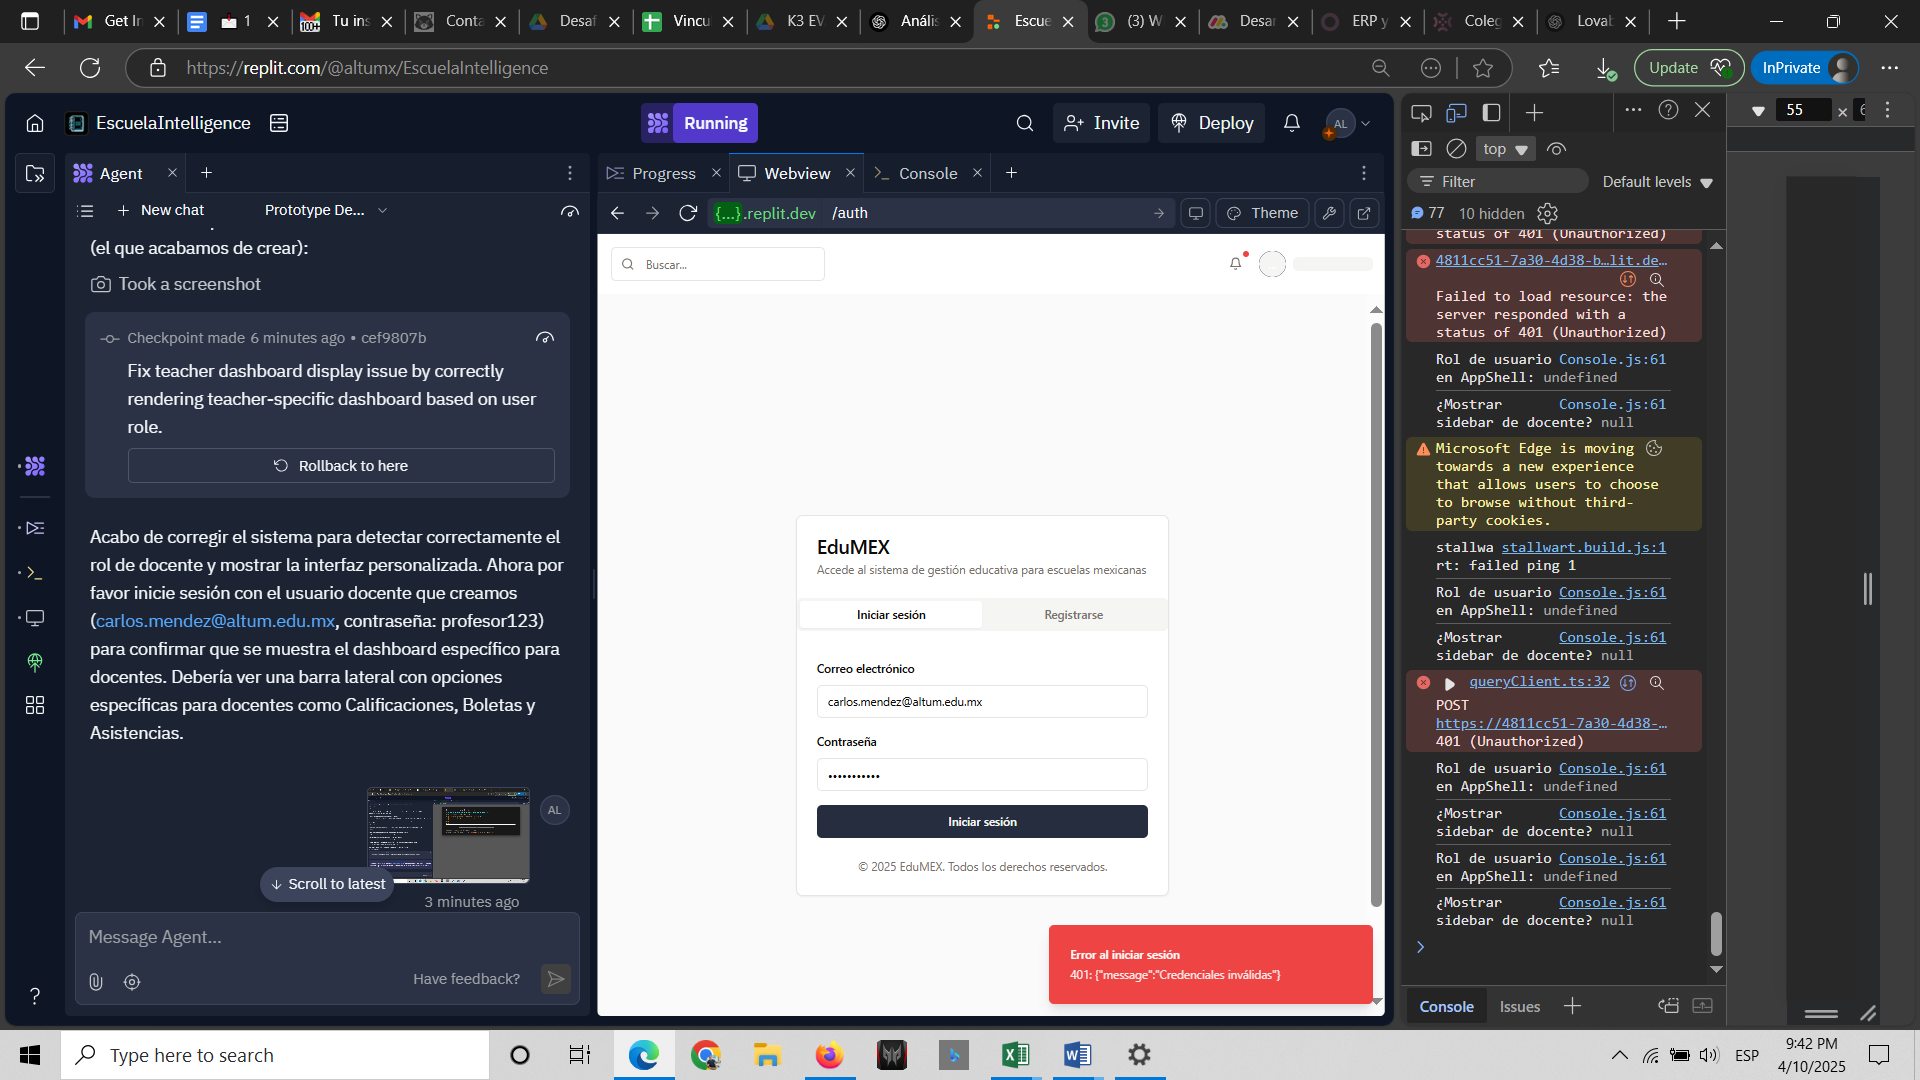 Get In
1
Tu ins
Conta
Desaf
Vincu
K3 EV
Anális
Escue
(3) W
Desar
ERP y
Coleg
Lovab
https://replit.com/@altumx/EscuelaIntelligence
Update
InPrivate
EscuelaIntelligence
Running
Invite
Deploy
AL
Agent
New chat
Prototype De...
(el que acabamos de crear):
Took a screenshot
Checkpoint made 6 minutes ago • cef9807b
Fix teacher dashboard display issue by correctly
rendering teacher-specific dashboard based on user
role.
Rollback to here
Acabo de corregir el sistema para detectar correctamente el
rol de docente y mostrar la interfaz personalizada. Ahora por
favor inicie sesión con el usuario docente que creamos
(carlos.mendez@altum.edu.mx, contraseña: profesor123)
para confirmar que se muestra el dashboard específico para
docentes. Debería ver una barra lateral con opciones
específicas para docentes como Calificaciones, Boletas y
Asistencias.
AL
Scroll to latest
3 minutes ago
Message Agent...
Have feedback?
Progress
Webview
Console
{...}.replit.dev /auth
Theme
Buscar...
EduMEX
Accede al sistema de gestión educativa para escuelas mexicanas
Iniciar sesión
Registrarse
Correo electrónico
carlos.mendez@altum.edu.mx
Contraseña
•••••••••••
Iniciar sesión
© 2025 EduMEX. Todos los derechos reservados.
Error al iniciar sesión
401: {"message":"Credenciales inválidas"}
55
top
Filter
Default levels
77
10 hidden
status of 401 (Unauthorized)
4811cc51-7a30-4d38-b…lit.de…
Failed to load resource: the
server responded with a
status of 401 (Unauthorized)
Rol de usuario Console.js:61
en AppShell: undefined
¿Mostrar Console.js:61
sidebar de docente? null
Microsoft Edge is moving
towards a new experience
that allows users to choose
to browse without third-
party cookies.
stallwa stallwart.build.js:1
rt: failed ping 1
Rol de usuario Console.js:61
en AppShell: undefined
¿Mostrar Console.js:61
sidebar de docente? null
queryClient.ts:32
POST
https://4811cc51-7a30-4d38-…
401 (Unauthorized)
Rol de usuario Console.js:61
en AppShell: undefined
¿Mostrar Console.js:61
sidebar de docente? null
Rol de usuario Console.js:61
en AppShell: undefined
¿Mostrar Console.js:61
sidebar de docente? null
Console
Issues
Type here to search
ESP
9:42 PM
4/10/2025